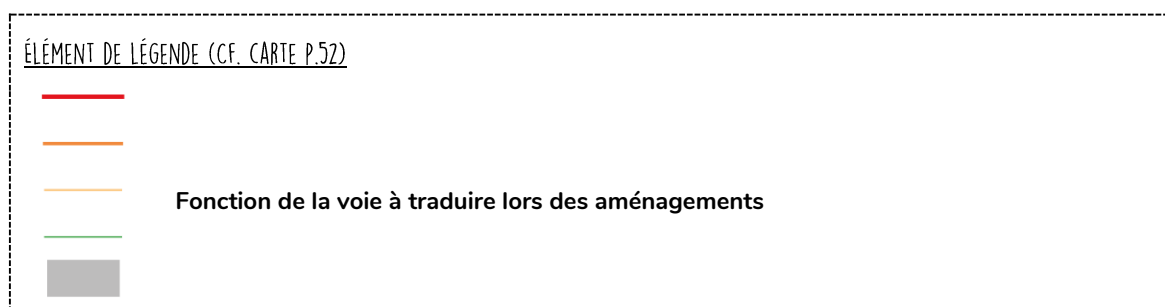 ÉLÉMENT DE LÉGENDE (CF. CARTE P.52)
Fonction de la voie à traduire lors des aménagements